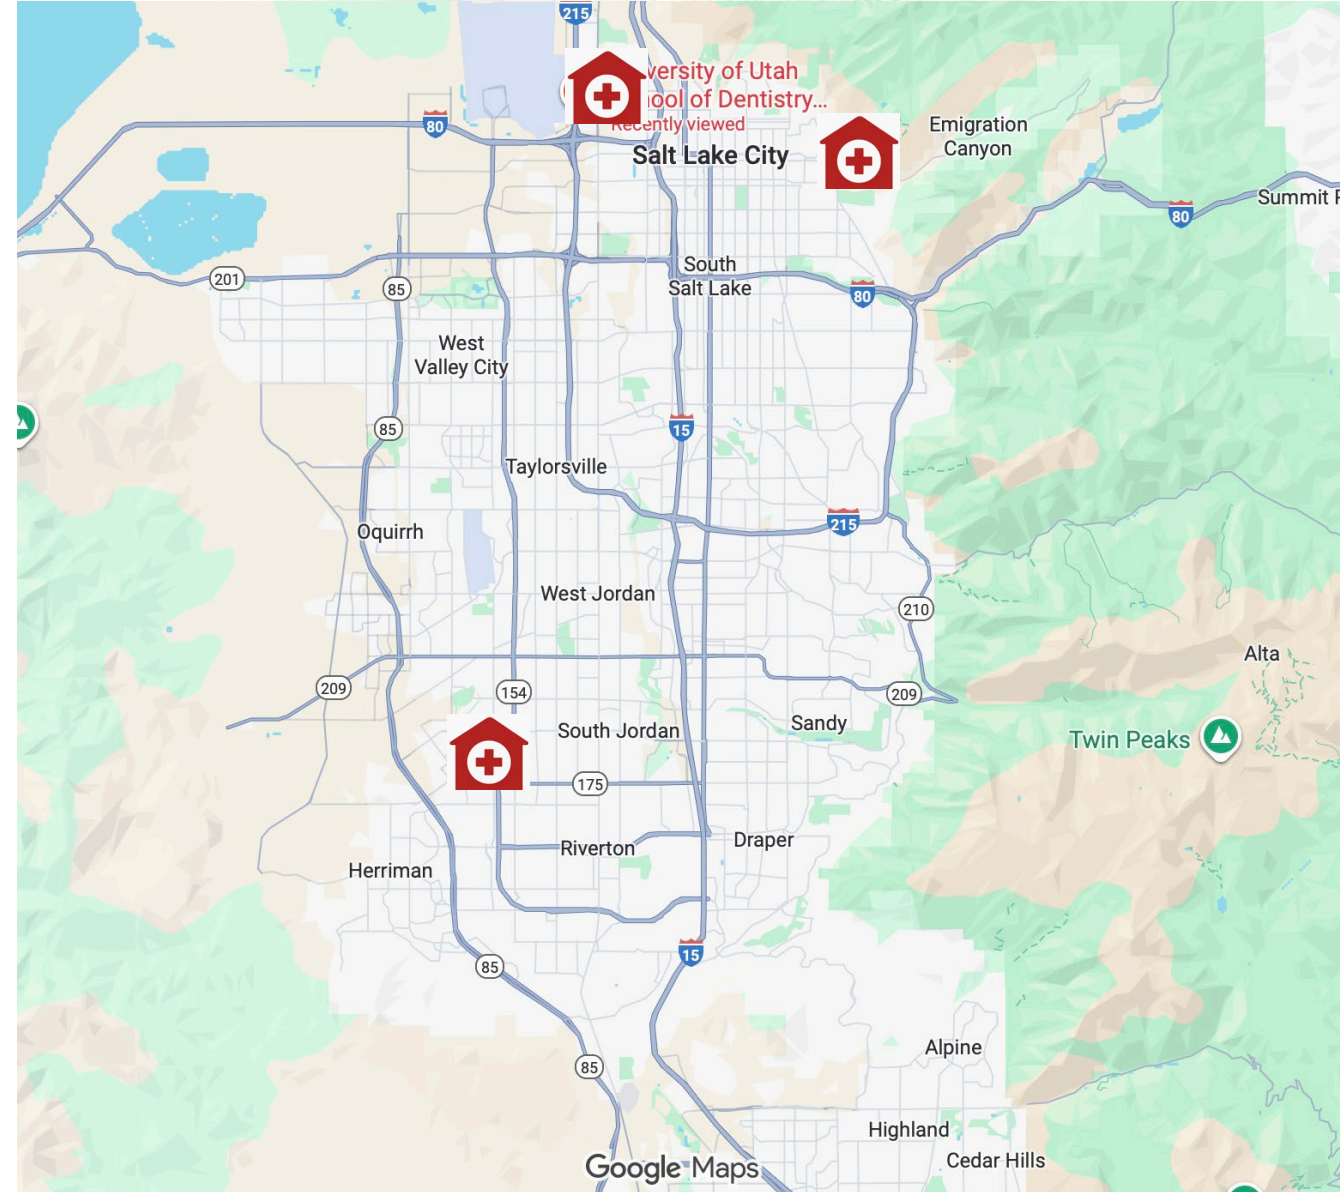 215
versity of Utah
ool of Dentistry...
Recently viewed
80
Emigration
Canyon
Salt Lake City
Summit
80
201
85
South
Salt Lake
80
West
Valley City
85
15
Taylorsville
215
Oquirrh
West Jordan
210
Alta
209
154
209
South Jordan
Sandy
Twin Peaks
175
Riverton
Draper
Herriman
15
85
Alpine
85
Highland
Google Maps
Cedar Hills